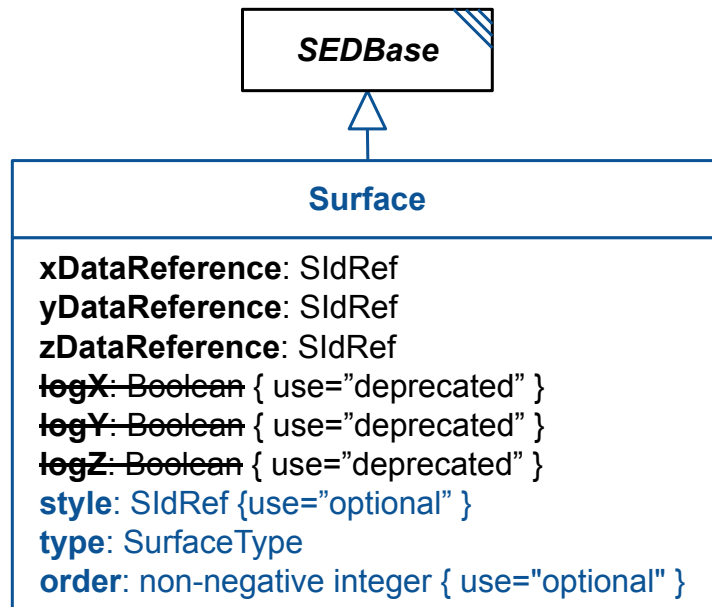 SEDBase
Surface
xDataReference: SIdRef
yDataReference: SIdRef
zDataReference: SIdRef
logX: Boolean { use=”deprecated” }
logY: Boolean { use=”deprecated” }
logZ: Boolean { use=”deprecated” }
style: SIdRef {use=”optional” }
type: SurfaceType
order: non-negative integer { use="optional" }